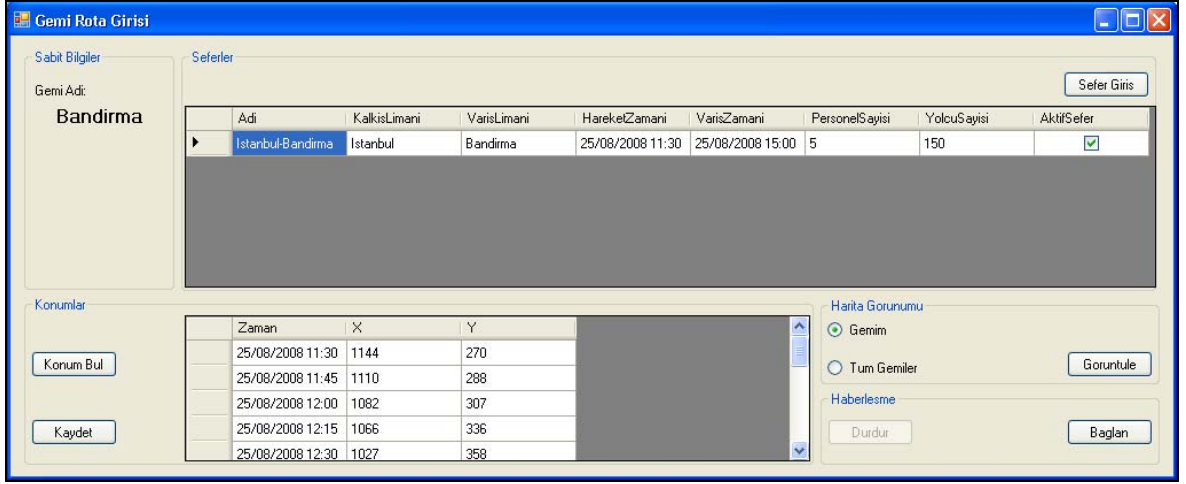 Gemi Rota Girisi
Sabit Bilgiler
Gemi Adi:
Bandirma
Seferler
Sefer Giris
Adi KalkisLimani VarisLimani HareketZamani VarisZamani PersonelSayisi YolcuSayisi AktifSefer
Istanbul-Bandirma Istanbul Bandirma 25/08/2008 11:30 25/08/2008 15:00 5 150
Konumlar
Konum Bul
Kaydet
Zaman X Y
25/08/2008 11:30 1144 270
25/08/2008 11:45 1110 288
25/08/2008 12:00 1082 307
25/08/2008 12:15 1066 336
25/08/2008 12:30 1027 358
Harita Gorunumu
Gemim
Tum Gemiler
Goruntule
Haberlesme
Durdur
Baglan